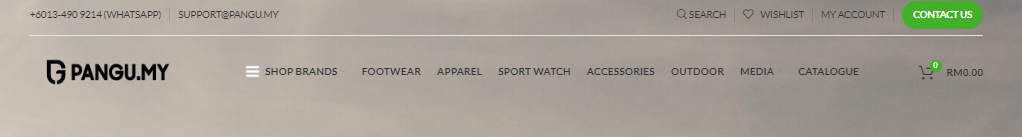 +6013-490 9214 (WHATSAPP) SUPPORT@PANGU.MY SEARCH WISHLIST MY ACCOUNT CONTACT US
PANGU.MY SHOP BRANDS FOOTWEAR APPAREL SPORT WATCH ACCESSORIES OUTDOOR MEDIA CATALOGUE 0 RM0.00